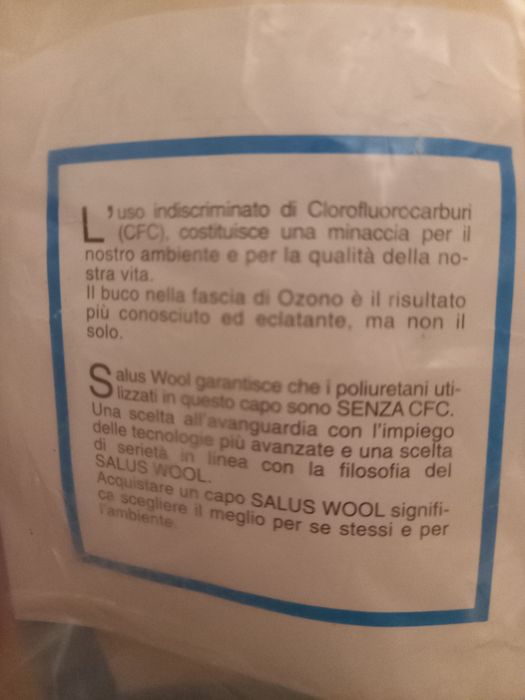 L'uso indiscriminato di Clorofluorocarburi
(CFC), costituisce una minaccia per il
nostro ambiente e per la qualità della no-
stra vita.
Il buco nella fascia di Ozono è il risultato
più conosciuto ed eclatante, ma non il
solo.
Salus Wool garantisce che i poliuretani uti-
lizzati in questo capo sono SENZA CFC.
Una scelta all'avanguardia con l'impiego
delle tecnologie più avanzate e una scelta
di serietà in linea con la filosofia del
SALUS WOOL.
Acquistare un capo SALUS WOOL signifi-
ca scegliere il meglio per se stessi e per
l'ambiente.